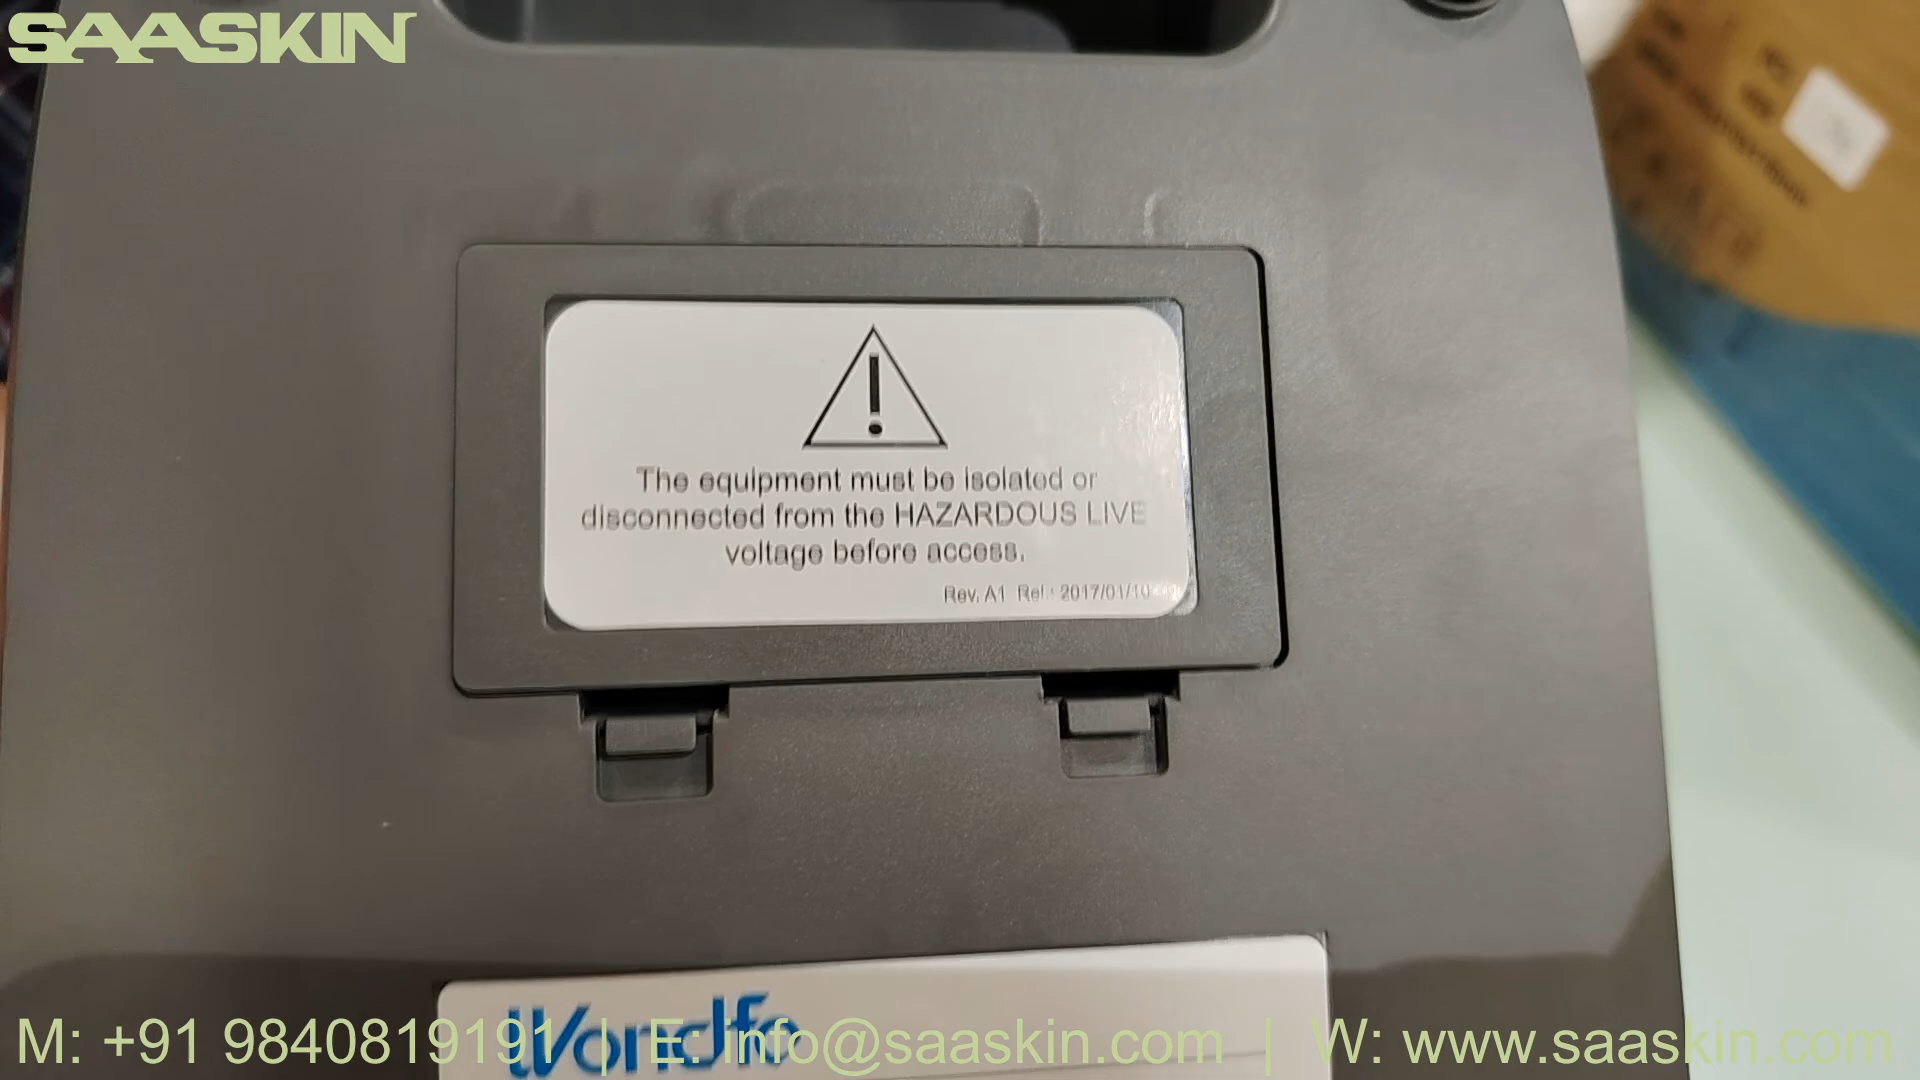 SAASKIN
The equipment must be isolated or
disconnected from the HAZARDOUS LIVE
voltage before access.
Rev. A1 Rel.: 2017/01/10
Wondfo
M: +91 9840819191 | E: info@saaskin.com | W: www.saaskin.com